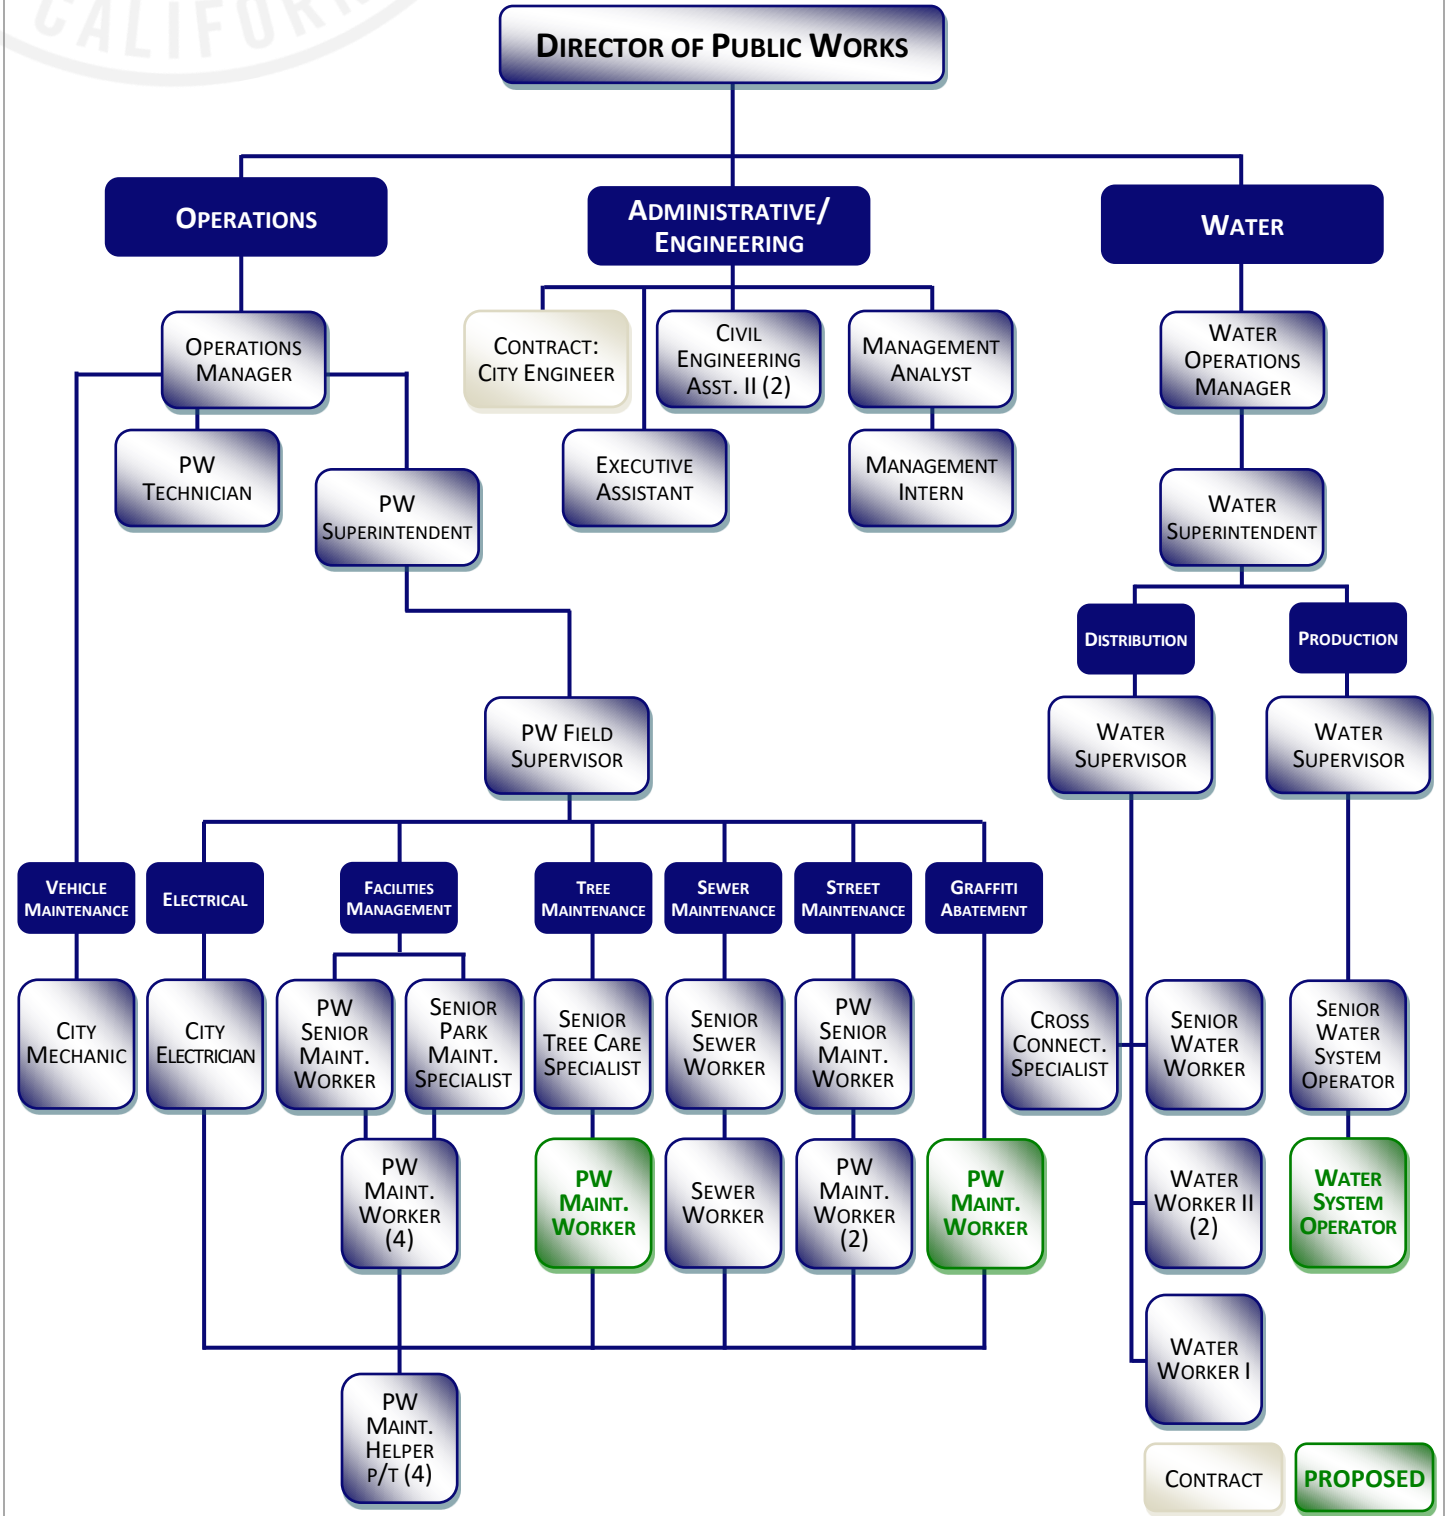 CALIFORN
DIRECTOR OF PUBLIC WORKS
OPERATIONS
ADMINISTRATIVE/
ENGINEERING
WATER
OPERATIONS
MANAGER
CONTRACT:
CITY ENGINEER
CIVIL
ENGINEERING
ASST. II (2)
MANAGEMENT
ANALYST
WATER
OPERATIONS
MANAGER
PW
TECHNICIAN
PW
SUPERINTENDENT
EXECUTIVE
ASSISTANT
MANAGEMENT
INTERN
WATER
SUPERINTENDENT
DISTRIBUTION
PRODUCTION
PW FIELD
SUPERVISOR
WATER
SUPERVISOR
WATER
SUPERVISOR
VEHICLE
MAINTENANCE
ELECTRICAL
FACILITIES
MANAGEMENT
TREE
MAINTENANCE
SEWER
MAINTENANCE
STREET
MAINTENANCE
GRAFFITI
ABATEMENT
CITY
MECHANIC
CITY
ELECTRICIAN
PW
SENIOR
MAINT.
WORKER
SENIOR
PARK
MAINT.
SPECIALIST
SENIOR
TREE CARE
SPECIALIST
SENIOR
SEWER
WORKER
PW
SENIOR
MAINT.
WORKER
CROSS
CONNECT.
SPECIALIST
SENIOR
WATER
WORKER
SENIOR
WATER
SYSTEM
OPERATOR
PW
MAINT.
WORKER
(4)
PW
MAINT.
WORKER
SEWER
WORKER
PW
MAINT.
WORKER
(2)
PW
MAINT.
WORKER
WATER
WORKER II
(2)
WATER
SYSTEM
OPERATOR
WATER
WORKER I
PW
MAINT.
HELPER
P/T (4)
CONTRACT
PROPOSED